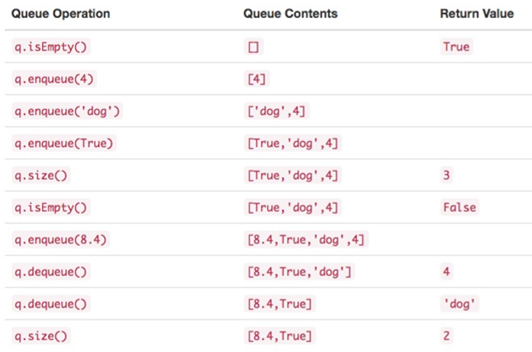 Queue Operation Queue Contents Return Value
q.isEmpty() [] True
q.enqueue(4) [4]
q.enqueue('dog') ['dog',4]
q.enqueue(True) [True,'dog',4]
q.size() [True,'dog',4] 3
q.isEmpty() [True,'dog',4] False
q.enqueue(8.4) [8.4,True,'dog',4]
q.dequeue() [8.4,True,'dog'] 4
q.dequeue() [8.4,True] 'dog'
q.size() [8.4,True] 2